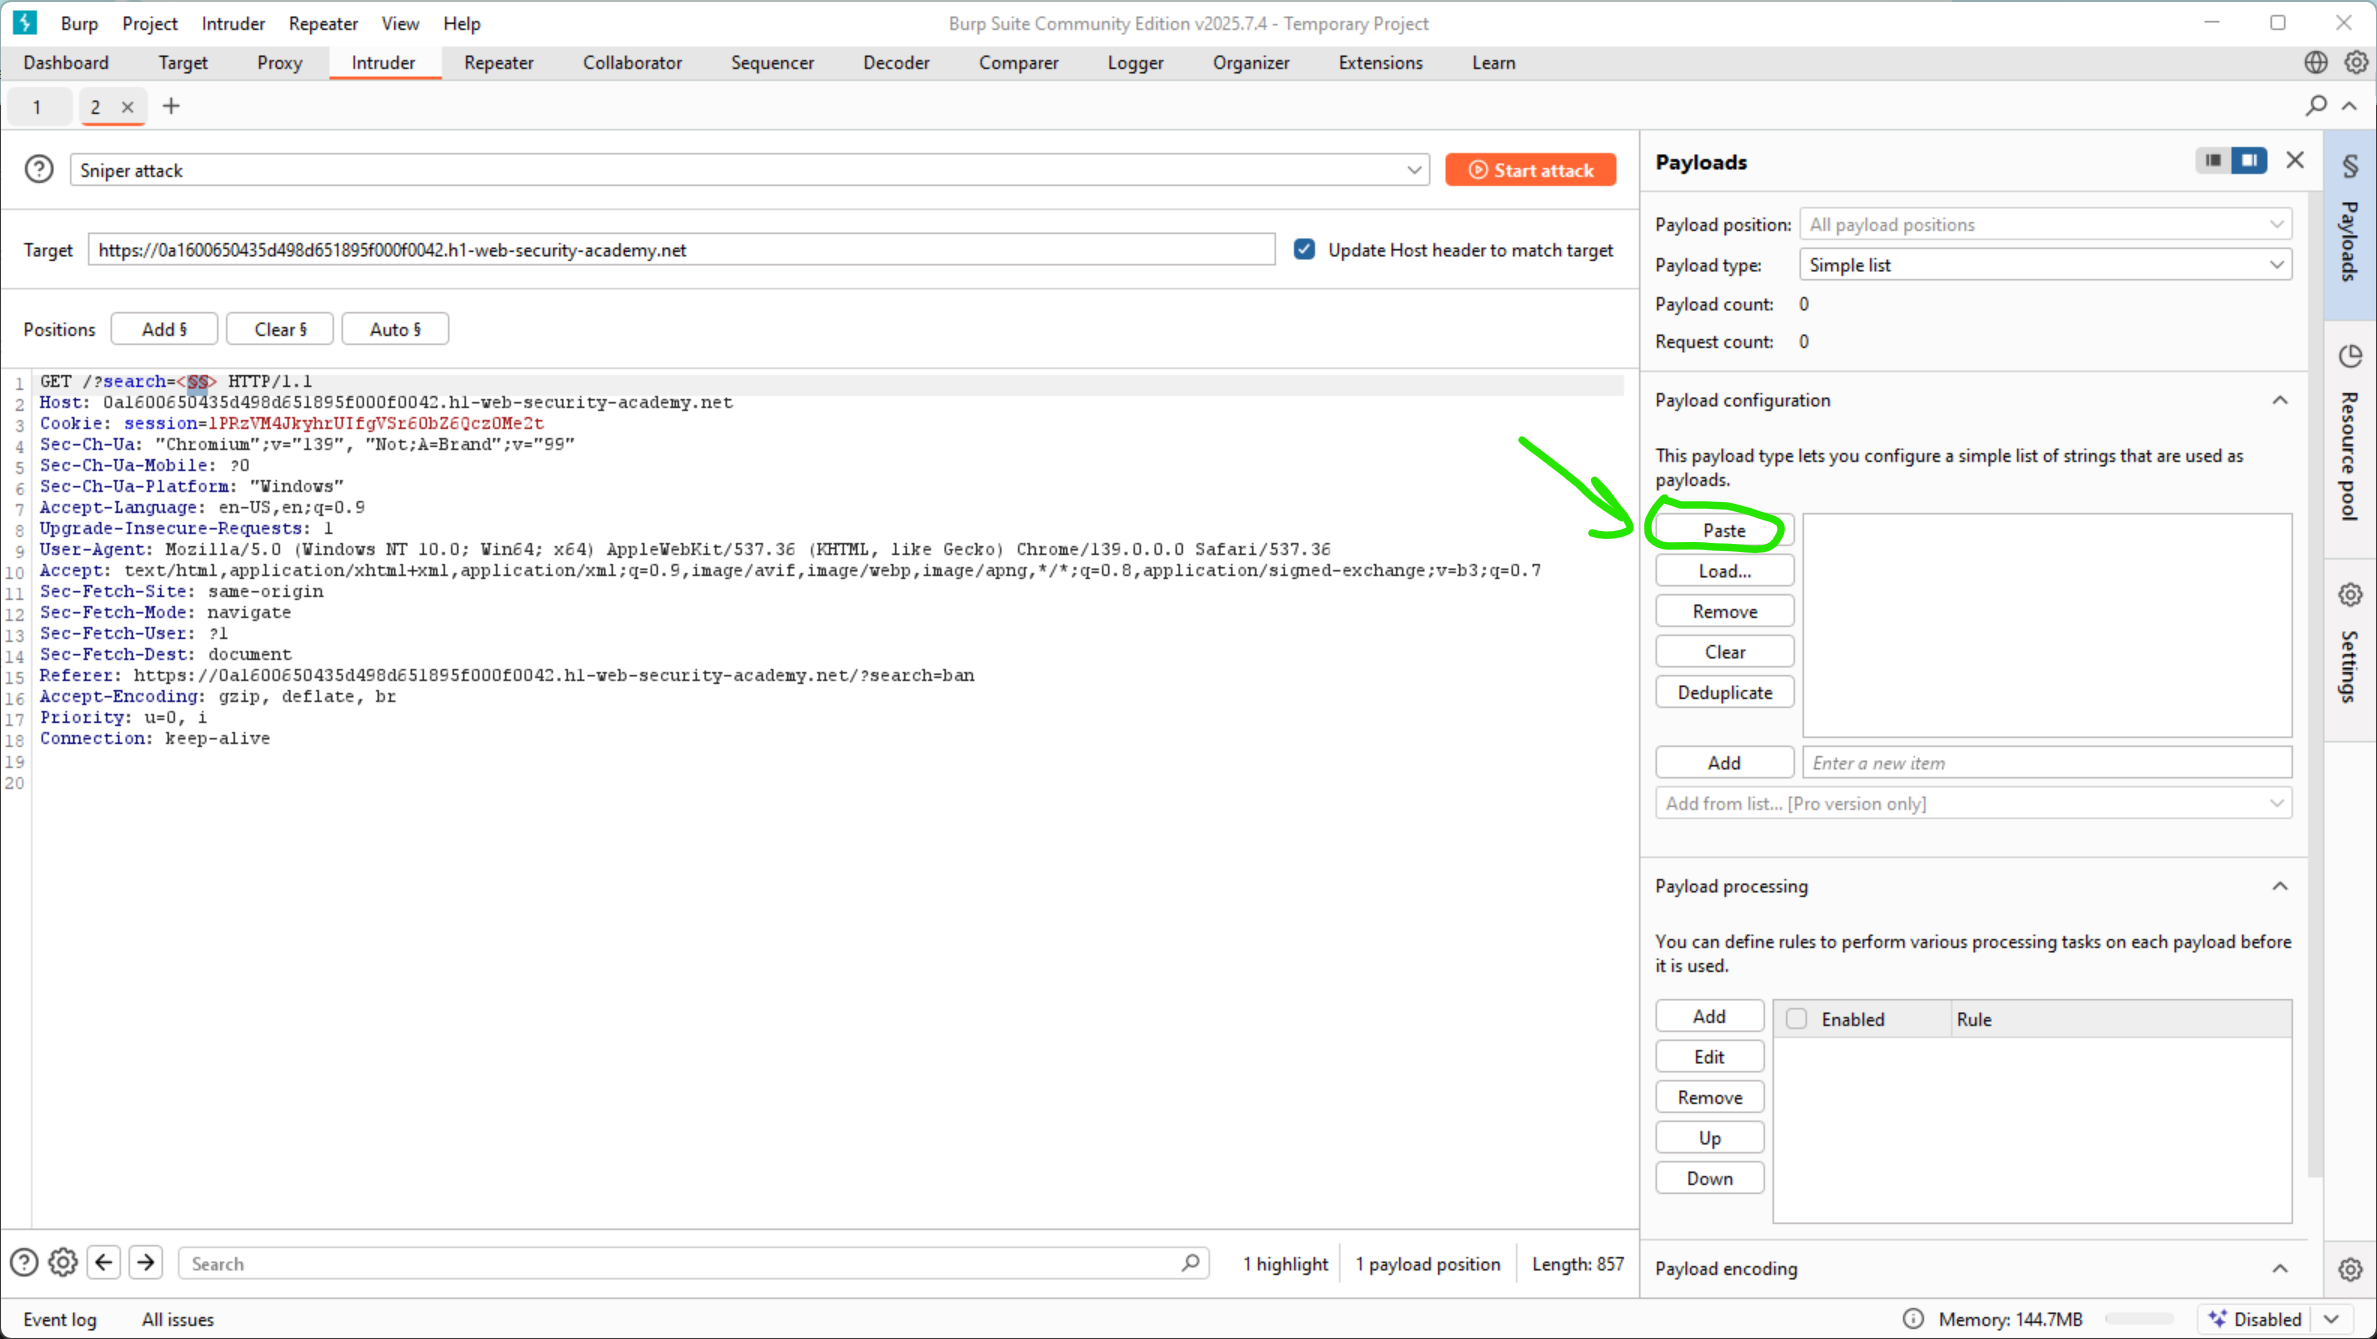 Burp Project Intruder Repeater View Help Burp Suite Community Edition v2025.7.4 - Temporary Project
Dashboard Target Proxy Intruder Repeater Collaborator Sequencer Decoder Comparer Logger Organizer Extensions Learn
1 2 × +
Sniper attack Start attack
Target https://0a1600650435d498d651895f000f0042.h1-web-security-academy.net Update Host header to match target
Positions Add § Clear § Auto §
1 GET /?search=<§§> HTTP/1.1
2 Host: 0a1600650435d498d651895f000f0042.h1-web-security-academy.net
3 Cookie: session=lPRzVM4JkyhrUIfgVSr6ObZ6QczOMe2t
4 Sec-Ch-Ua: "Chromium";v="139", "Not;A=Brand";v="99"
5 Sec-Ch-Ua-Mobile: ?0
6 Sec-Ch-Ua-Platform: "Windows"
7 Accept-Language: en-US,en;q=0.9
8 Upgrade-Insecure-Requests: 1
9 User-Agent: Mozilla/5.0 (Windows NT 10.0; Win64; x64) AppleWebKit/537.36 (KHTML, like Gecko) Chrome/139.0.0.0 Safari/537.36
10 Accept: text/html,application/xhtml+xml,application/xml;q=0.9,image/avif,image/webp,image/apng,*/*;q=0.8,application/signed-exchange;v=b3;q=0.7
11 Sec-Fetch-Site: same-origin
12 Sec-Fetch-Mode: navigate
13 Sec-Fetch-User: ?1
14 Sec-Fetch-Dest: document
15 Referer: https://0a1600650435d498d651895f000f0042.h1-web-security-academy.net/?search=ban
16 Accept-Encoding: gzip, deflate, br
17 Priority: u=0, i
18 Connection: keep-alive
19
20
Search 1 highlight 1 payload position Length: 857
Payloads
Payload position: All payload positions
Payload type: Simple list
Payload count: 0
Request count: 0
Payload configuration
This payload type lets you configure a simple list of strings that are used as
payloads.
Paste
Load...
Remove
Clear
Deduplicate
Add Enter a new item
Add from list... [Pro version only]
Payload processing
You can define rules to perform various processing tasks on each payload before
it is used.
Add Enabled Rule
Edit
Remove
Up
Down
Payload encoding
§ Payloads
Resource pool
Settings
Event log All issues Memory: 144.7MB Disabled